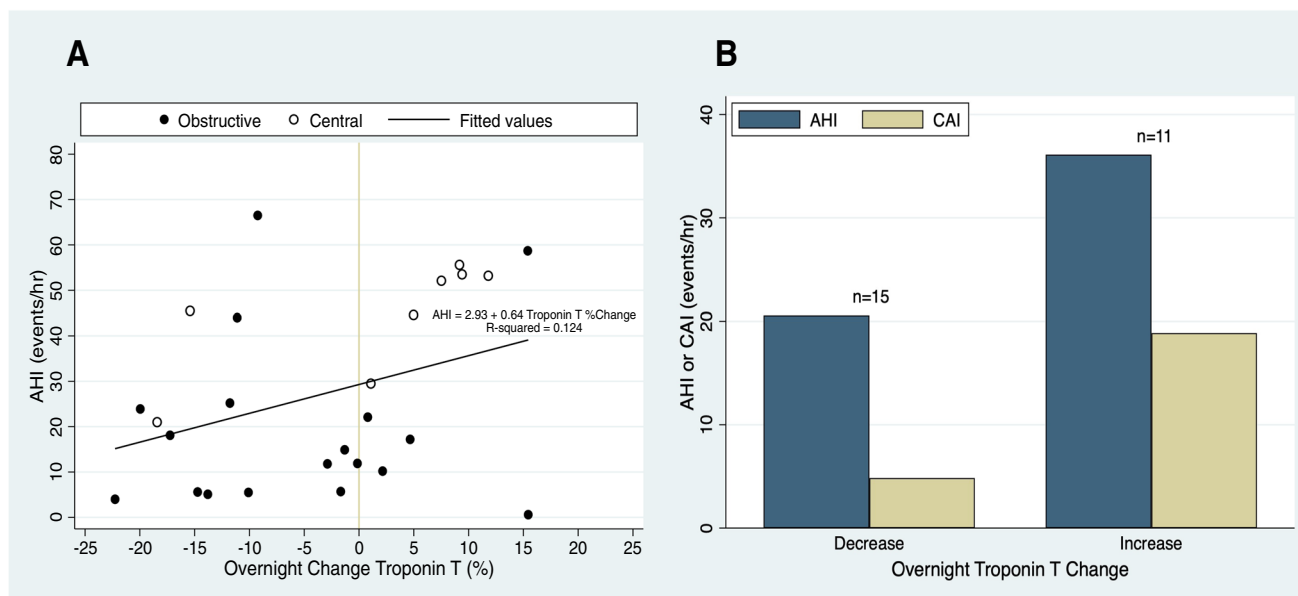 A
Obstructive Central Fitted values
80
70
60
50
40
30
20
10
0
AHI (events/hr)
AHI = 2.93 + 0.64 Troponin T %Change
R-squared = 0.124
-25 -20 -15 -10 -5 0 5 10 15 20 25
Overnight Change Troponin T (%)
B
AHI CAI
40
30
20
10
0
AHI or CAI (events/hr)
n=15
n=11
Decrease Increase
Overnight Troponin T Change